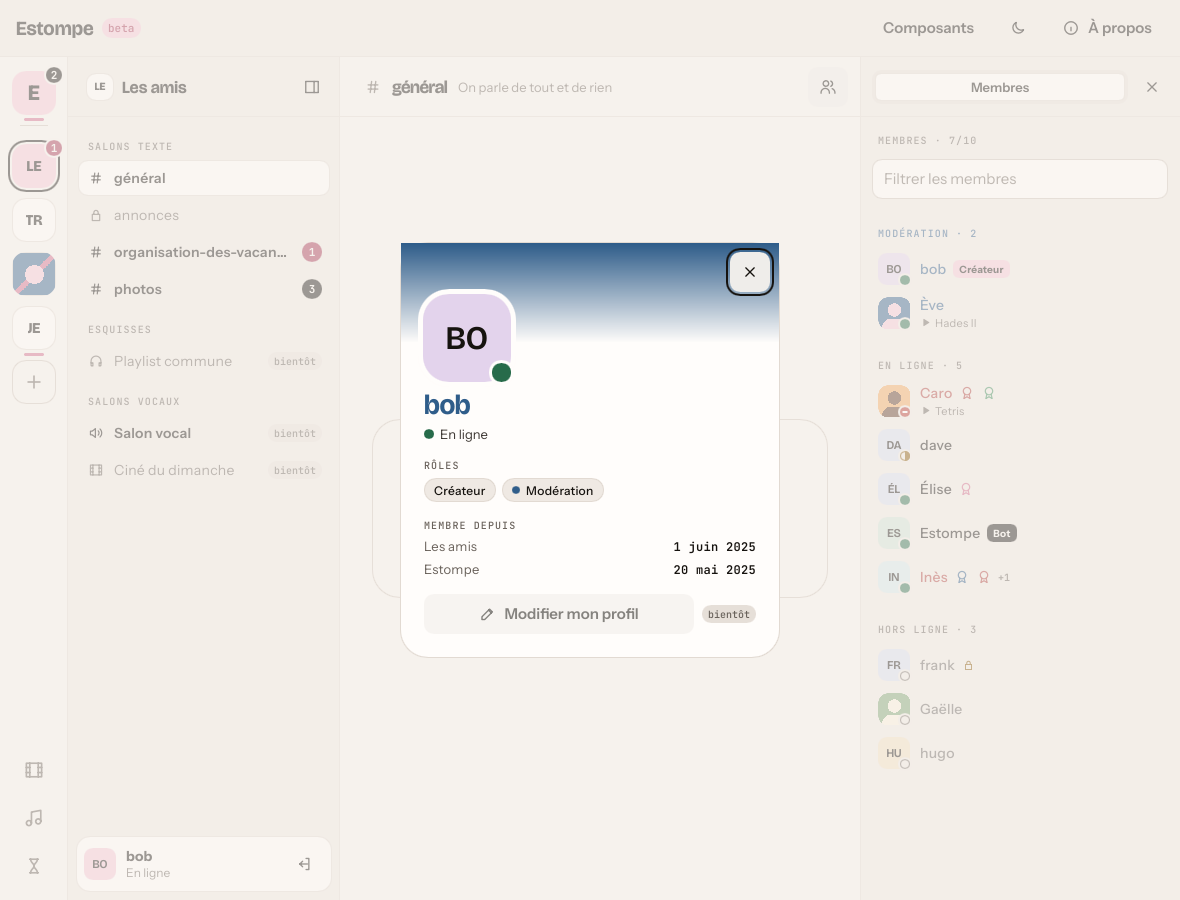 Estompe beta
Composants
À propos
E 2
LE 1
TR
JE
LE Les amis
SALONS TEXTE
# général
annonces
# organisation-des-vacan... 1
# photos 3
ESQUISSES
Playlist commune bientôt
SALONS VOCAUX
Salon vocal bientôt
Ciné du dimanche bientôt
BO bob
En ligne
# général On parle de tout et de rien
BO
bob
En ligne
RÔLES
Créateur Modération
MEMBRE DEPUIS
Les amis 1 juin 2025
Estompe 20 mai 2025
Modifier mon profil bientôt
Membres
MEMBRES · 7/10
Filtrer les membres
MODÉRATION · 2
BO bob Créateur
Ève
Hades II
EN LIGNE · 5
Caro
Tetris
DA dave
ÉL Élise
ES Estompe Bot
IN Inès +1
HORS LIGNE · 3
FR frank
Gaëlle
HU hugo